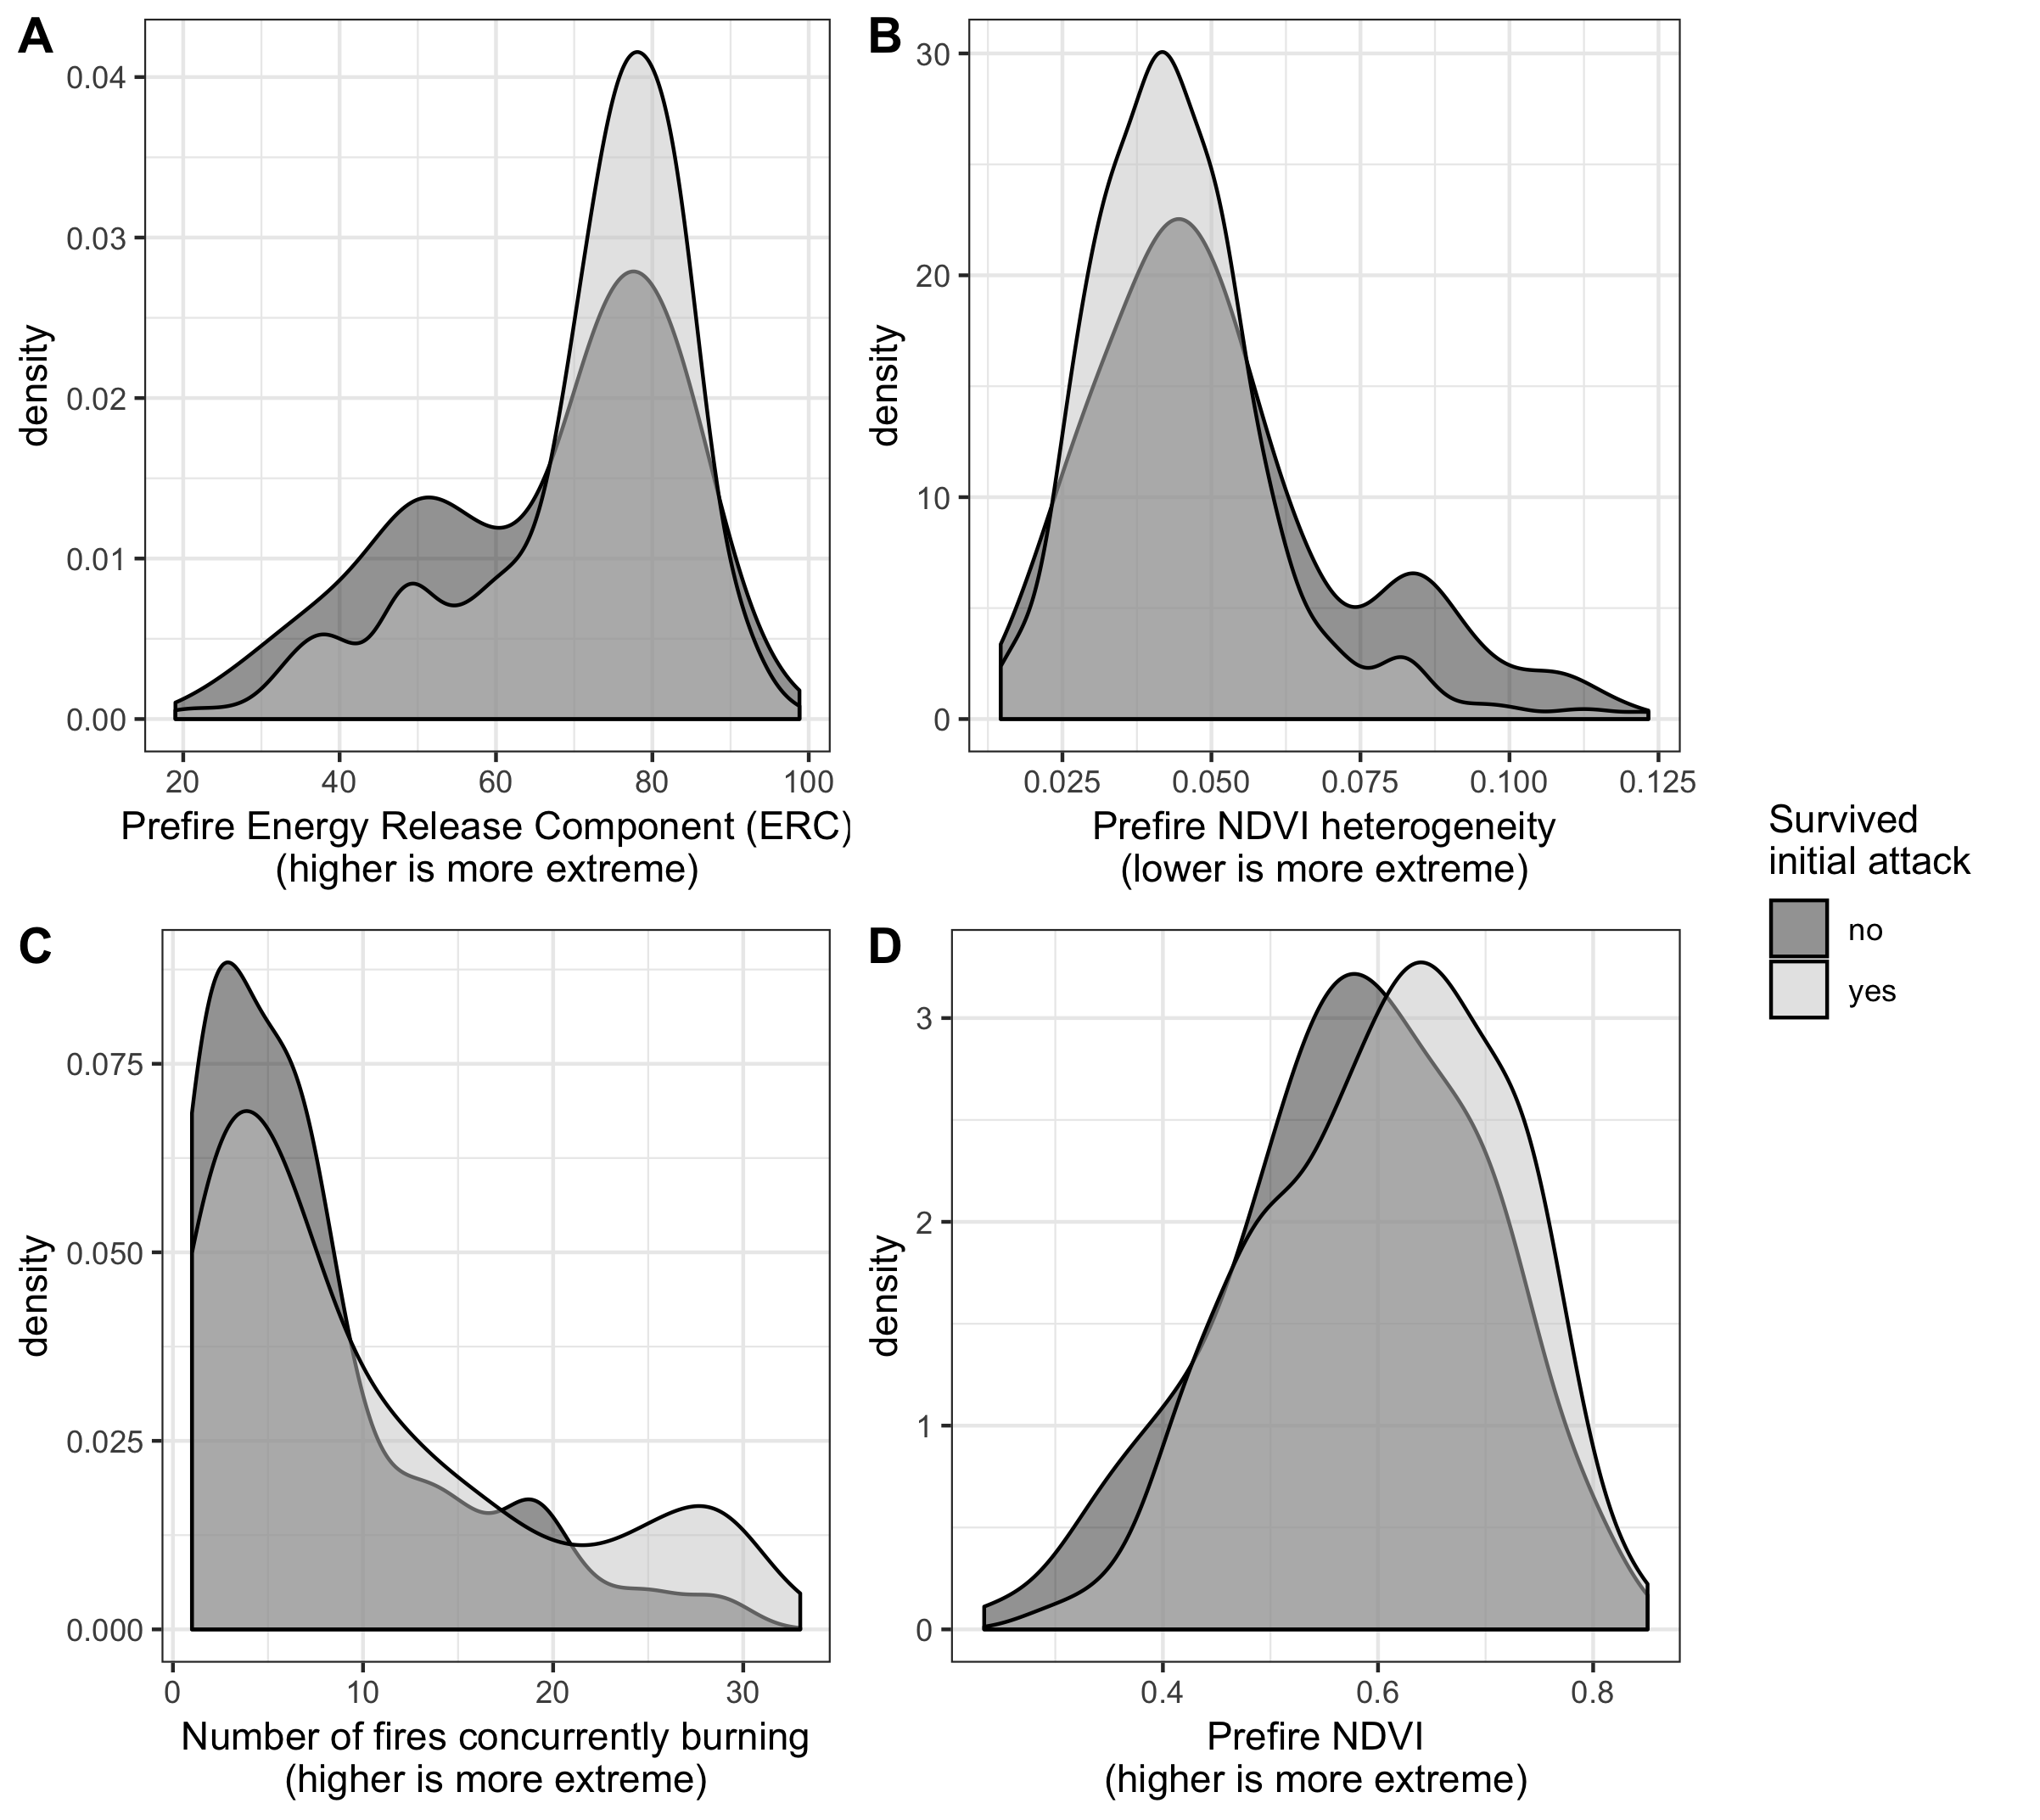 A
density
0.04
0.03
0.02
0.01
0.00
20 40 60 80 100
Prefire Energy Release Component (ERC)
(higher is more extreme)
B
density
30
20
10
0
0.025 0.050 0.075 0.100 0.125
Prefire NDVI heterogeneity
(lower is more extreme)
C
density
0.075
0.050
0.025
0.000
0 10 20 30
Number of fires concurrently burning
(higher is more extreme)
D
density
3
2
1
0
0.4 0.6 0.8
Prefire NDVI
(higher is more extreme)
Survived
initial attack
no
yes